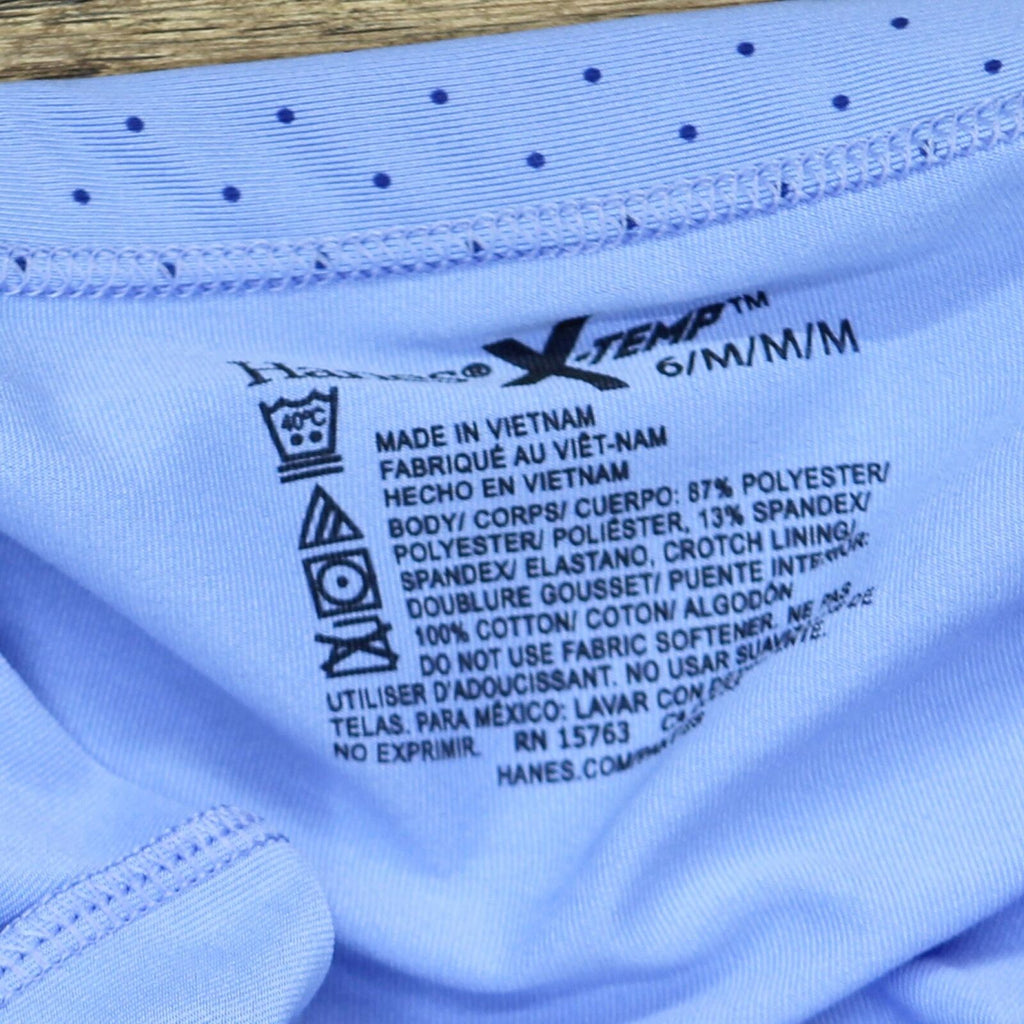 Hanes® X-TEMP™
6/M/M/M
40°C
MADE IN VIETNAM
FABRIQUÉ AU VIÊT-NAM
HECHO EN VIETNAM
BODY/ CORPS/ CUERPO: 87% POLYESTER/
POLYESTER/ POLIÉSTER, 13% SPANDEX/
SPANDEX/ ELASTANO, CROTCH LINING/
DOUBLURE GOUSSET/ PUENTE INTERIOR:
100% COTTON/ COTON/ ALGODÓN
DO NOT USE FABRIC SOFTENER. NE PAS
UTILISER D'ADOUCISSANT. NO USAR SUAVIZANTE DE
TELAS. PARA MÉXICO: LAVAR CON
NO EXPRIMIR. RN 15763 CA
HANES.COM